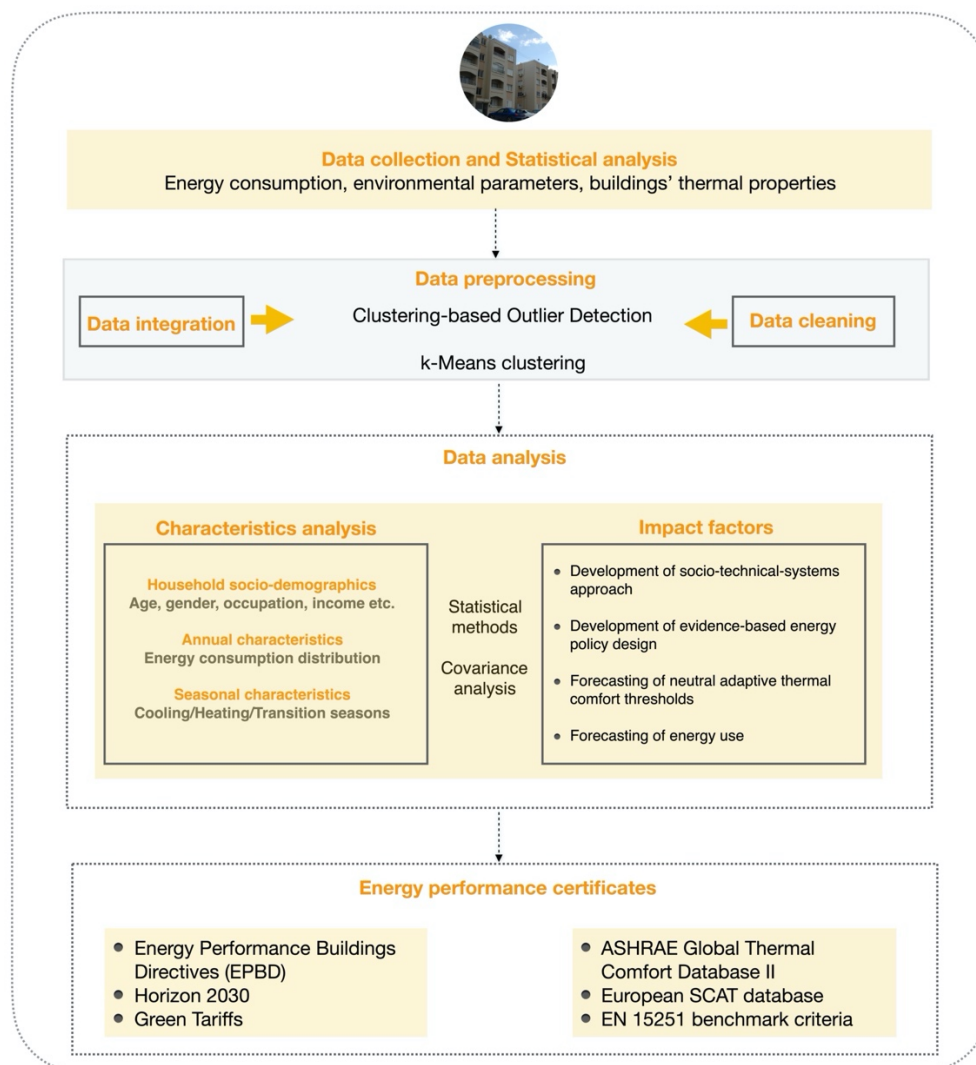 Data collection and Statistical analysis
Energy consumption, environmental parameters, buildings’ thermal properties
Data preprocessing
Data integration
Clustering-based Outlier Detection
Data cleaning
k-Means clustering
Data analysis
Characteristics analysis
Household socio-demographics
Age, gender, occupation, income etc.
Annual characteristics
Energy consumption distribution
Seasonal characteristics
Cooling/Heating/Transition seasons
Statistical
methods
Covariance
analysis
Impact factors
Development of socio-technical-systems
approach
Development of evidence-based energy
policy design
Forecasting of neutral adaptive thermal
comfort thresholds
Forecasting of energy use
Energy performance certificates
Energy Performance Buildings
Directives (EPBD)
Horizon 2030
Green Tariffs
ASHRAE Global Thermal
Comfort Database II
European SCAT database
EN 15251 benchmark criteria